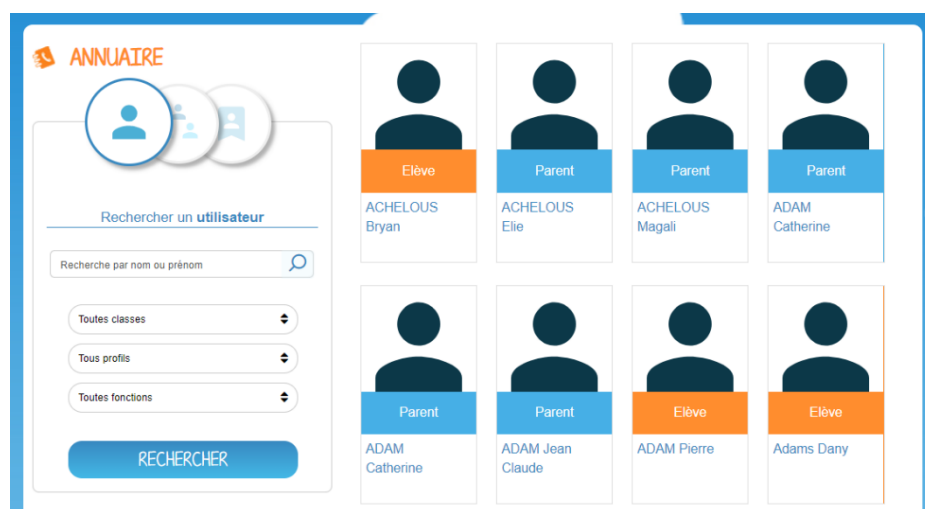 ANNUAIRE
Rechercher un utilisateur
Recherche par nom ou prénom
Toutes classes
Tous profils
Toutes fonctions
RECHERCHER
Elève
ACHELOUS
Bryan
Parent
ACHELOUS
Elie
Parent
ACHELOUS
Magali
Parent
ADAM
Catherine
Parent
ADAM
Catherine
Parent
ADAM Jean
Claude
Elève
ADAM Pierre
Elève
Adams Dany